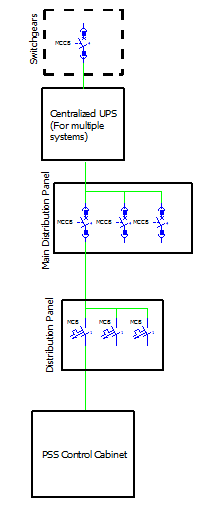 Switchgears
MCCB
Centralized UPS
(For multiple
systems)
Main Distribution Panel
MCCB
MCCB
MCCB
Distribution Panel
MCB
MCB
MCB
PSS Control Cabinet